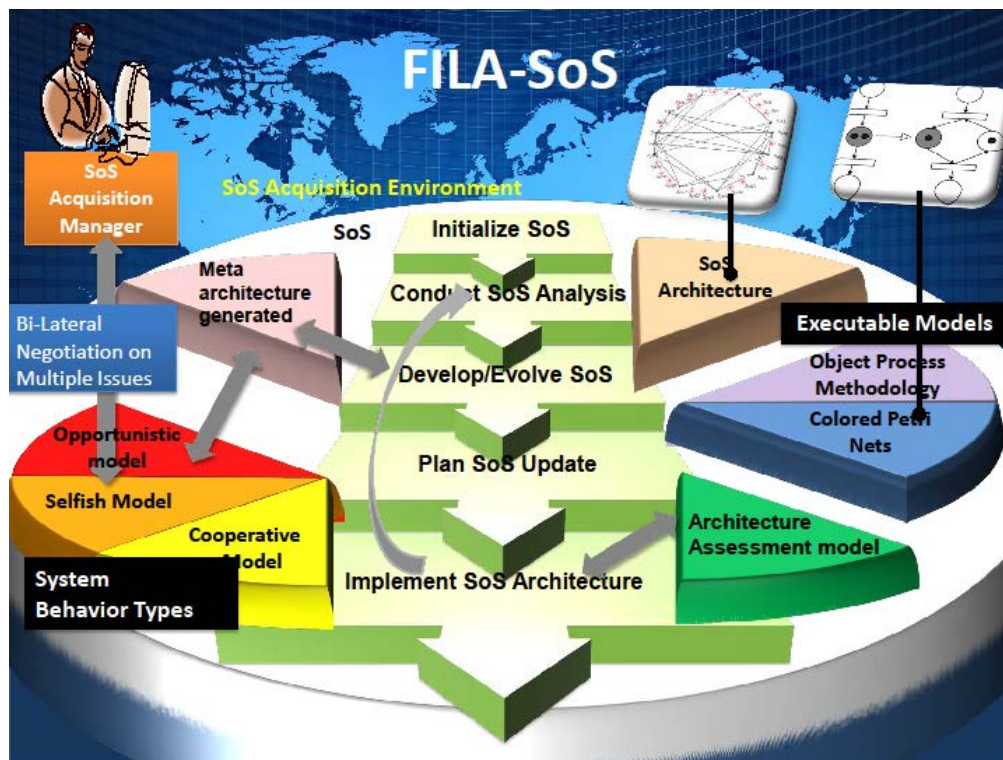 FILA-SoS
SoS
Acquisition
Manager
SoS Acquisition Environment
SoS
Initialize SoS
Meta
architecture
generated
Conduct SoS Analysis
SoS
Architecture
Bi-Lateral
Negotiation on
Multiple Issues
Executable Models
Develop/Evolve SoS
Object Process
Methodology
Colored Petri
Nets
Opportunistic
model
Plan SoS Update
Selfish Model
Cooperative
Model
Architecture
Assessment model
Implement SoS Architecture
System
Behavior Types